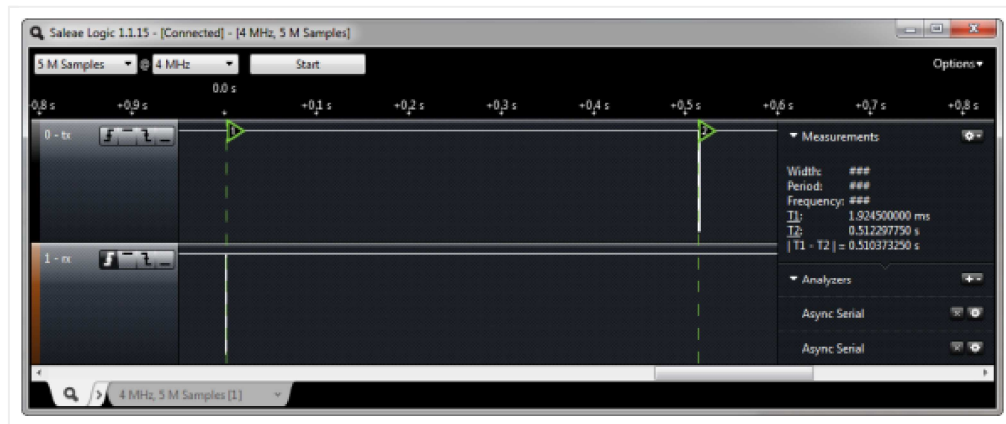 Saleae Logic 1.1.15 - [Connected] - [4 MHz, 5 M Samples]
5 M Samples @ 4 MHz Start Options
0.0 s
0,8 s +0,9 s +0,1 s +0,2 s +0,3 s +0,4 s +0,5 s +0,6 s +0,7 s +0,8 s
0 - tx 1 2
Measurements
Width: ###
Period: ###
Frequency: ###
T1: 1.924500000 ms
T2: 0.512297750 s
| T1 - T2 | = 0.510373250 s
1 - rx
Analyzers
Async Serial
Async Serial
4 MHz, 5 M Samples [1]